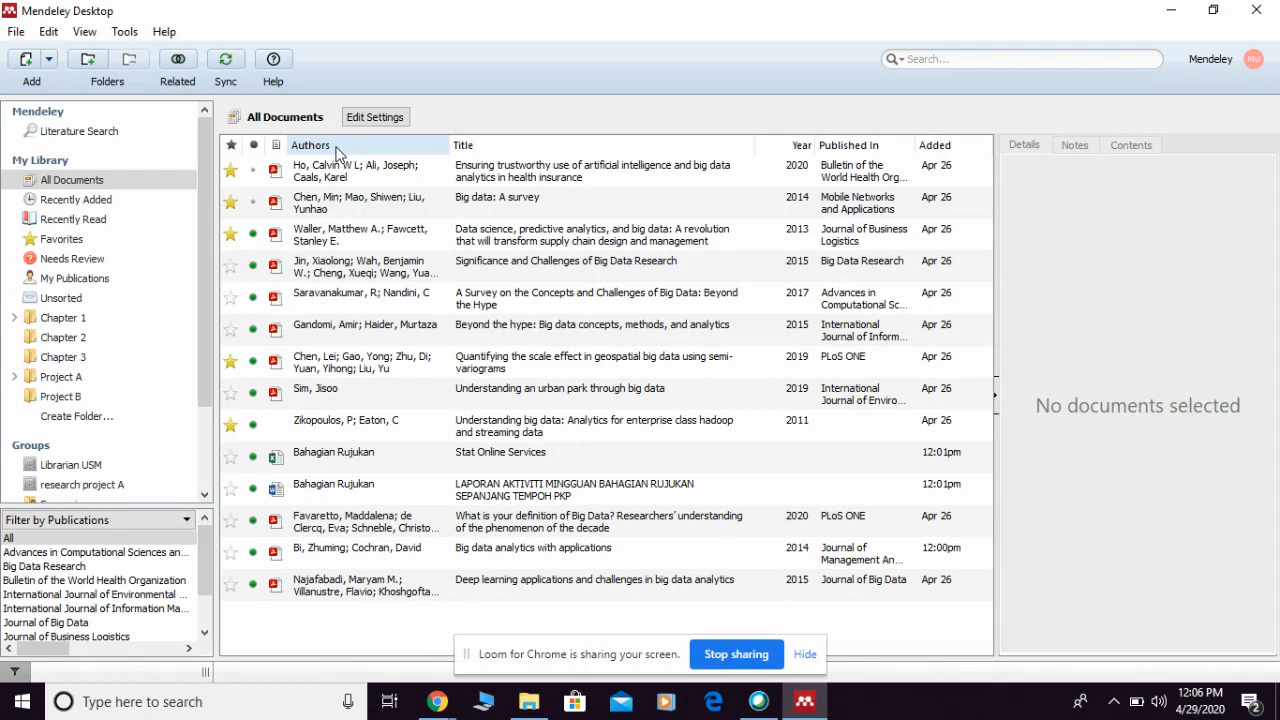 Mendeley Desktop
File Edit View Tools Help
Add Folders Related Sync Help
Search...
Mendeley MU
Mendeley
Literature Search
My Library
All Documents
Recently Added
Recently Read
Favorites
Needs Review
My Publications
Unsorted
Chapter 1
Chapter 2
Chapter 3
Project A
Project B
Create Folder...
Groups
Librarian USM
research project A
Filter by Publications
All
Advances in Computational Sciences an...
Big Data Research
Bulletin of the World Health Organization
International Journal of Environmental ...
International Journal of Information Ma...
Journal of Big Data
Journal of Business Logistics
All Documents Edit Settings
Authors Title Year Published In Added
Ho, Calvin W L; Ali, Joseph; Ensuring trustworthy use of artificial intelligence and big data 2020 Bulletin of the Apr 26
Caals, Karel analytics in health insurance World Health Org...
Chen, Min; Mao, Shiwen; Liu, Big data: A survey 2014 Mobile Networks Apr 26
Yunhao and Applications
Waller, Matthew A.; Fawcett, Data science, predictive analytics, and big data: A revolution 2013 Journal of Business Apr 26
Stanley E. that will transform supply chain design and management Logistics
Jin, Xiaolong; Wah, Benjamin Significance and Challenges of Big Data Research 2015 Big Data Research Apr 26
W.; Cheng, Xueqi; Wang, Yua...
Saravanakumar, R; Nandini, C A Survey on the Concepts and Challenges of Big Data: Beyond 2017 Advances in Apr 26
the Hype Computational Sc...
Gandomi, Amir; Haider, Murtaza Beyond the hype: Big data concepts, methods, and analytics 2015 International Apr 26
Journal of Inform...
Chen, Lei; Gao, Yong; Zhu, Di; Quantifying the scale effect in geospatial big data using semi- 2019 PLoS ONE Apr 26
Yuan, Yihong; Liu, Yu variograms
Sim, Jisoo Understanding an urban park through big data 2019 International Apr 26
Journal of Enviro...
Zikopoulos, P; Eaton, C Understanding big data: Analytics for enterprise class hadoop 2011 Apr 26
and streaming data
Bahagian Rujukan Stat Online Services 12:01pm
Bahagian Rujukan LAPORAN AKTIVITI MINGGUAN BAHAGIAN RUJUKAN 12:01pm
SEPANJANG TEMPOH PKP
Favaretto, Maddalena; de What is your definition of Big Data? Researchers' understanding 2020 PLoS ONE Apr 26
Clercq, Eva; Schneble, Christo... of the phenomenon of the decade
Bi, Zhuming; Cochran, David Big data analytics with applications 2014 Journal of 12:00pm
Management An...
Najafabadi, Maryam M.; Deep learning applications and challenges in big data analytics 2015 Journal of Big Data Apr 26
Villanustre, Flavio; Khoshgofta...
Details Notes Contents
No documents selected
Loom for Chrome is sharing your screen. Stop sharing Hide
Type here to search
12:06 PM
4/29/2020
2